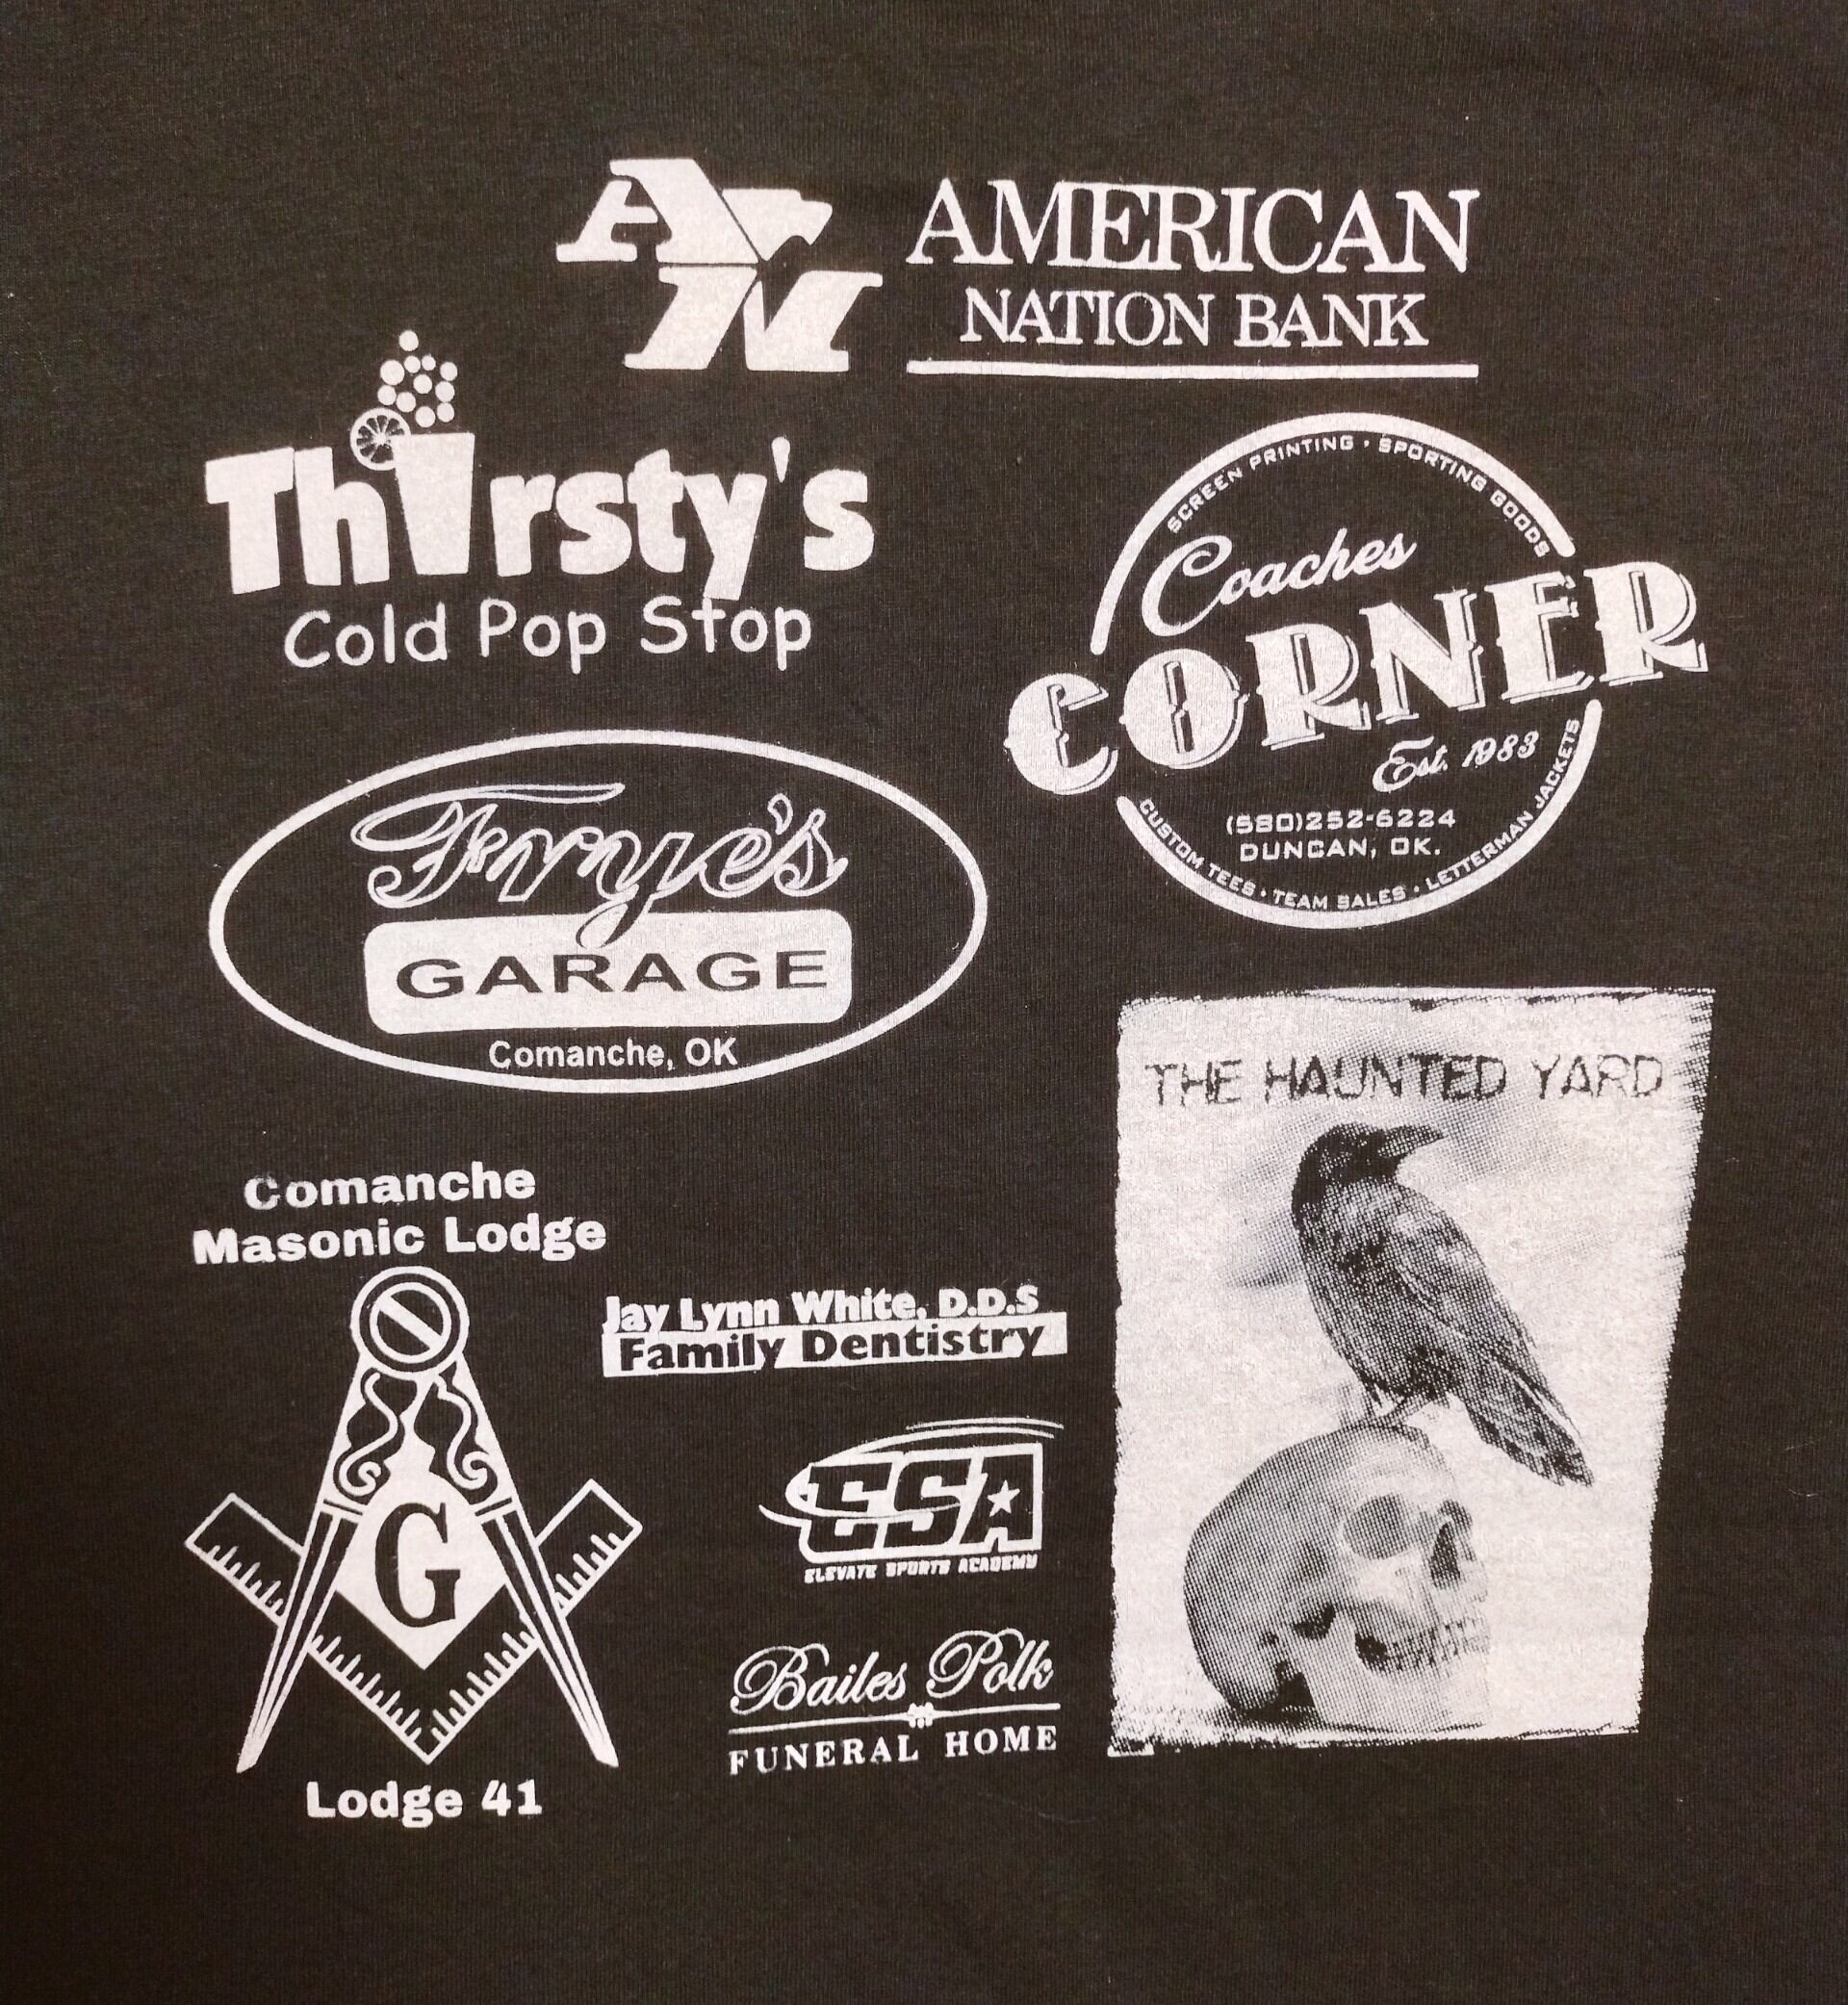 AN
AMERICAN
NATION BANK
Thirsty's
Cold Pop Stop
SCREEN PRINTING • SPORTING GOODS
Coaches
CORNER
Est. 1983
(580)252-6224
DUNCAN, OK.
CUSTOM TEES • TEAM SALES • LETTERMAN JACKETS
Frye's
GARAGE
Comanche, OK
THE HAUNTED YARD
Comanche
Masonic Lodge
G
Lodge 41
Jay Lynn White, D.D.S
Family Dentistry
ESA
ELEVATE SPORTS ACADEMY
Bailes Polk
FUNERAL HOME